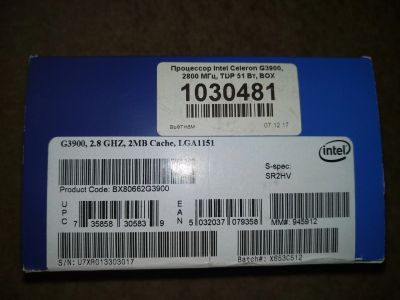 Процессор Intel Celeron G3900,
2800 МГц, TDP 51 Вт, BOX
1030481
07.12.17
G3900, 2.8 GHZ, 2MB Cache, LGA1151
intel
S-spec:
SR2HV
Product Code: BX80662G3900
UPC 7 35858 30583 9
EAN 5 032037 079358
MM#: 945912
S/N: U7XR013303017
Batch#: X6530512